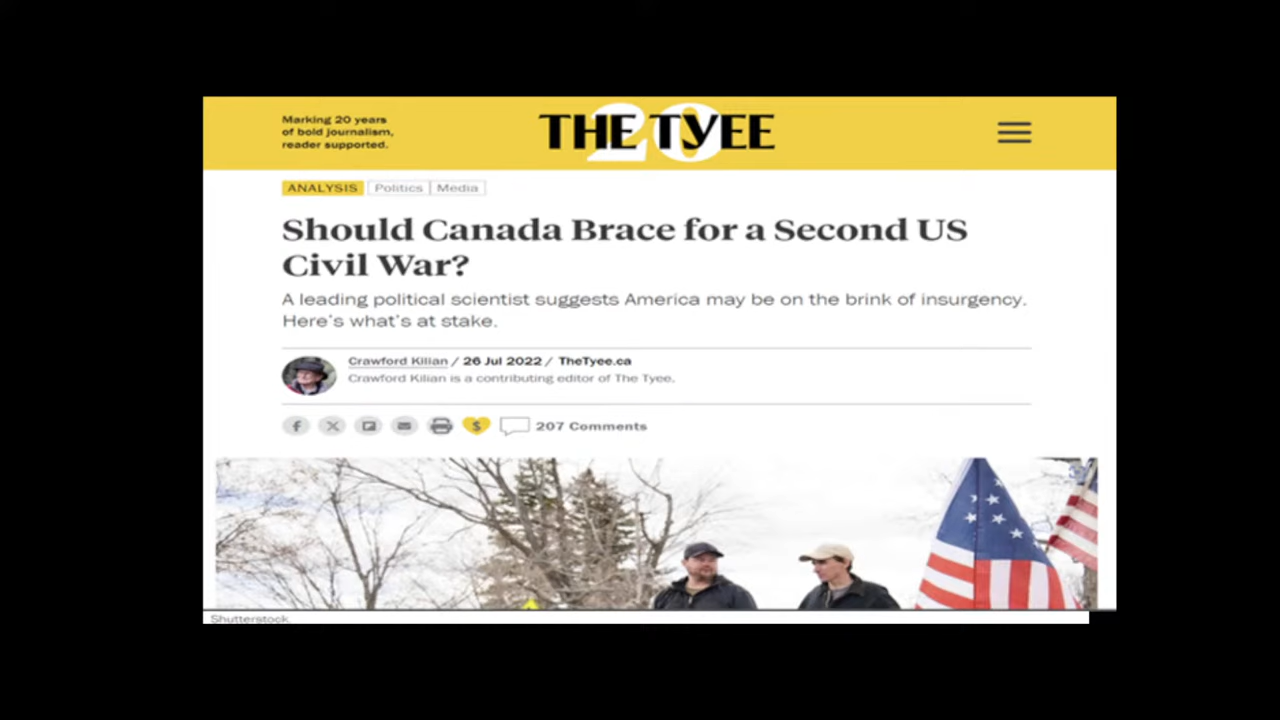 Marking 20 years
of bold journalism,
reader supported.
20
THE TYEE
ANALYSIS Politics Media
Should Canada Brace for a Second US
Civil War?
A leading political scientist suggests America may be on the brink of insurgency.
Here's what's at stake.
Crawford Kilian / 26 Jul 2022 / TheTyee.ca
Crawford Kilian is a contributing editor of The Tyee.
207 Comments
Shutterstock.